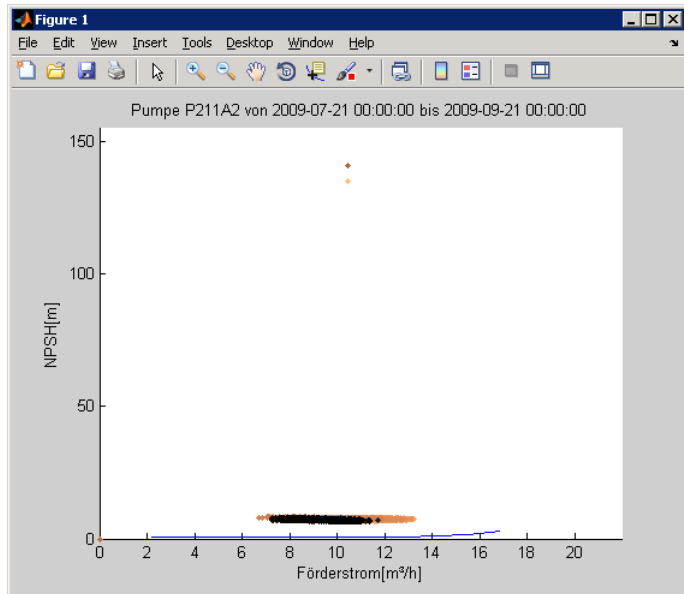 Figure 1
File Edit View Insert Tools Desktop Window Help
Pumpe P211A2 von 2009-07-21 00:00:00 bis 2009-09-21 00:00:00
150
100
50
0
NPSH[m]
0 2 4 6 8 10 12 14 16 18 20
Förderstrom[m³/h]